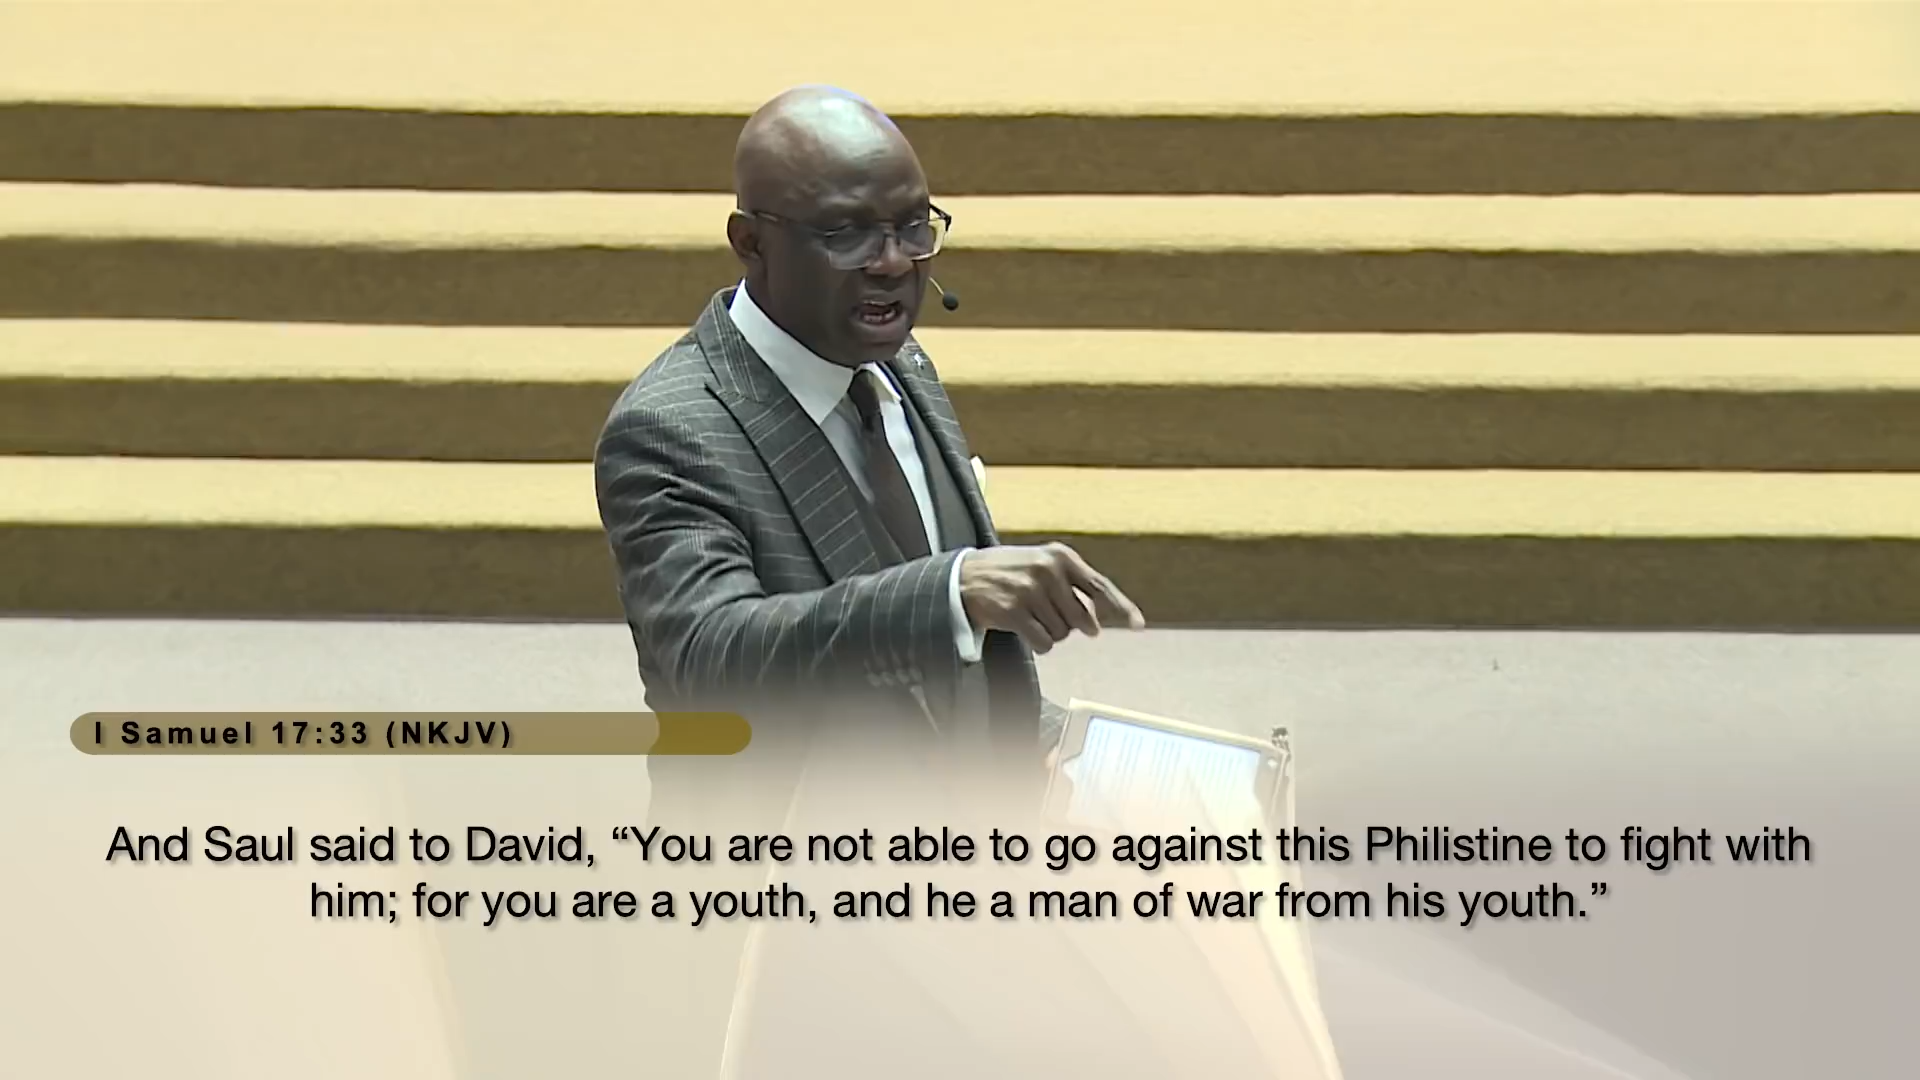 I Samuel 17:33 (NKJV)
And Saul said to David, “You are not able to go against this Philistine to fight with
him; for you are a youth, and he a man of war from his youth.”